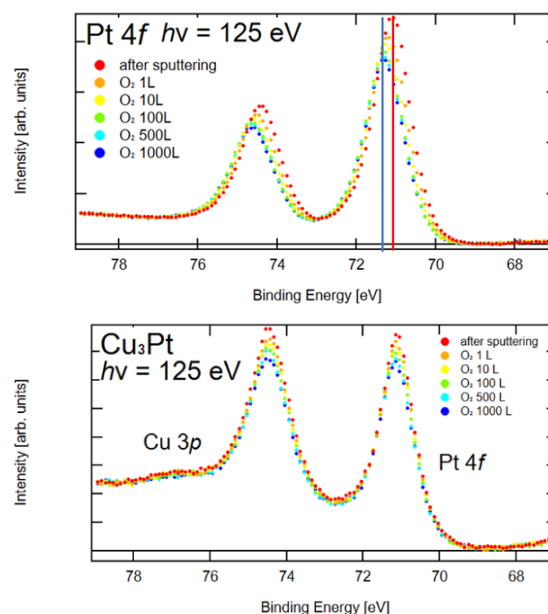 Pt 4f hν = 125 eV
after sputtering
O₂ 1L
O₂ 10L
O₂ 100L
O₂ 500L
O₂ 1000L
Intensity [arb. units]
78 76 74 72 70 68
Binding Energy [eV]
Cu₃Pt
hν = 125 eV
after sputtering
O₂ 1 L
O₂ 10 L
O₂ 100 L
O₂ 500 L
O₂ 1000 L
Cu 3p
Pt 4f
Intensity [arb. units]
78 76 74 72 70 68
Binding Energy [eV]